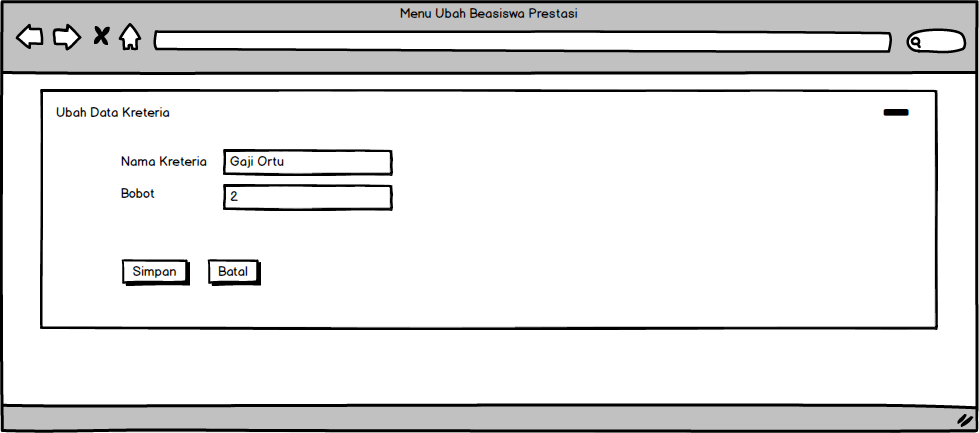 Menu Ubah Beasiswa Prestasi
Ubah Data Kreteria
Nama Kreteria Gaji Ortu
Bobot 2
Simpan Batal